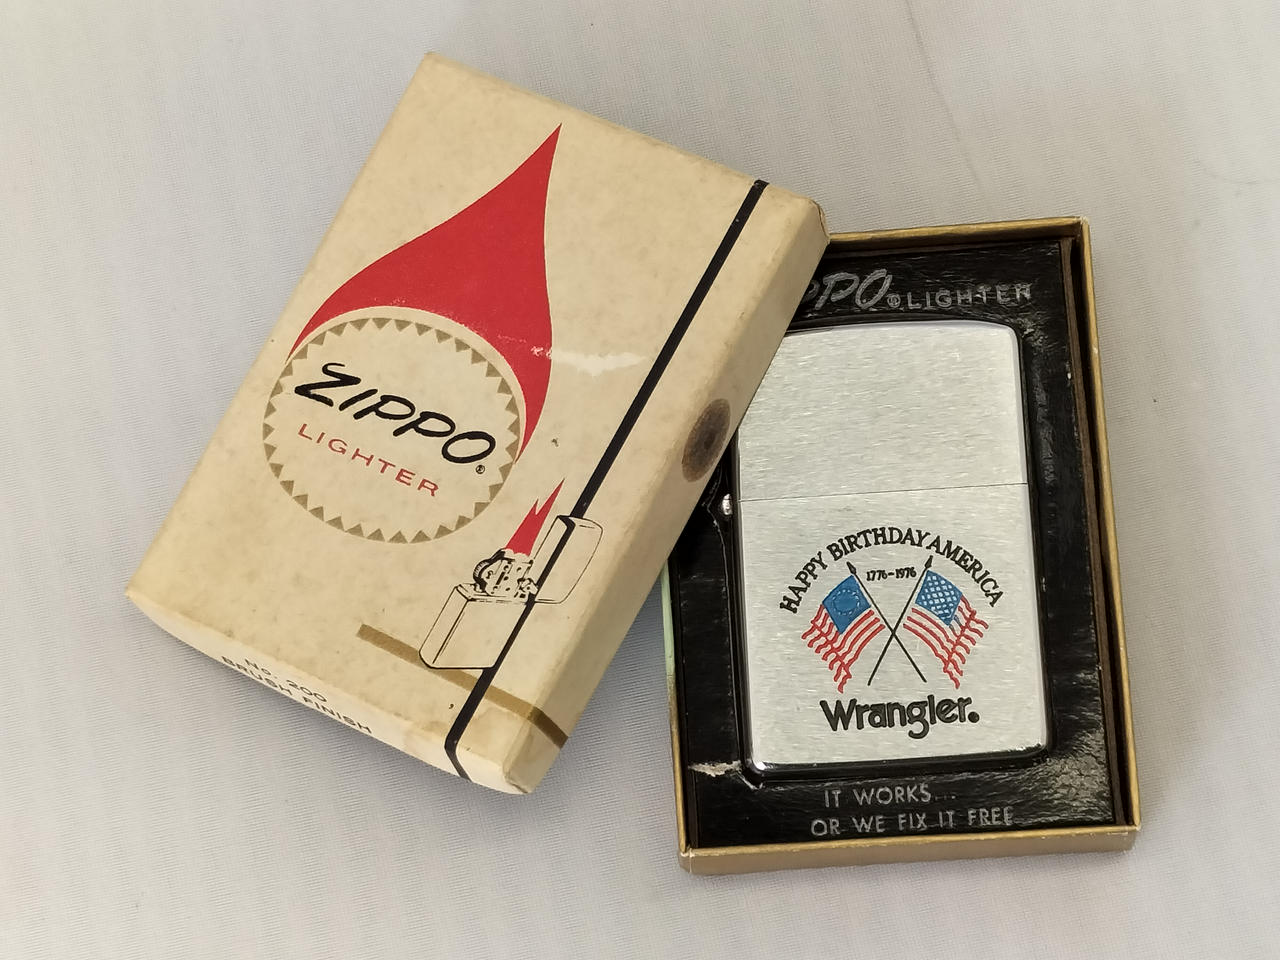 ZIPPO®
LIGHTER
No. 200
BRUSH FINISH
ZIPPO® LIGHTER
HAPPY BIRTHDAY AMERICA
1776-1976
Wrangler®
IT WORKS...
OR WE FIX IT FREE